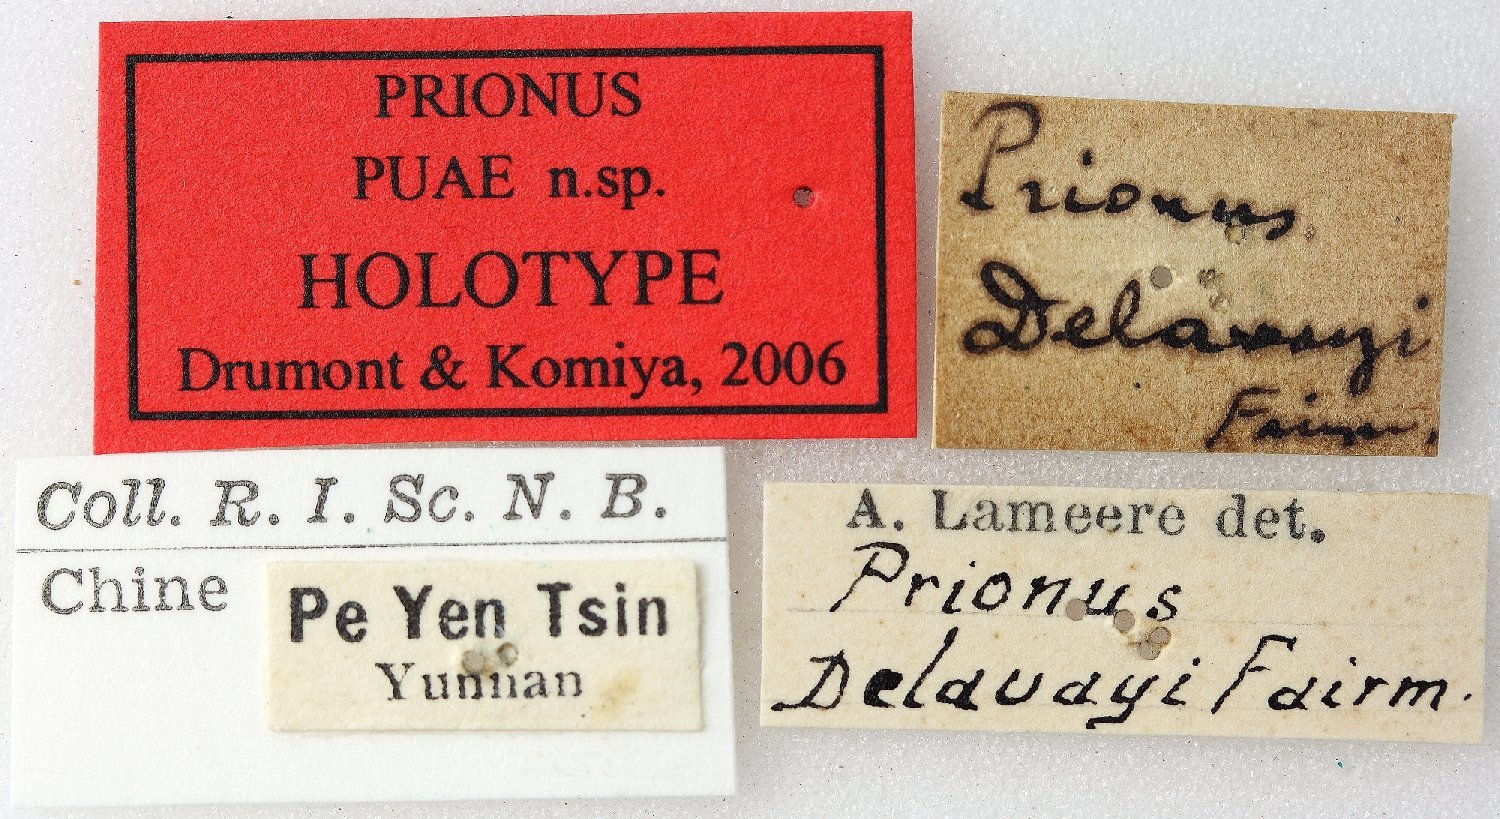 PRIONUS
PUAE n.sp.
HOLOTYPE
Drumont & Komiya, 2006
Prionus.
Delavayi
Fairm.
Coll. R. I. Sc. N. B.
Chine
Pe Yen Tsin
Yunnan
A. Lameere det.
Prionus
Delavayi Fairm.